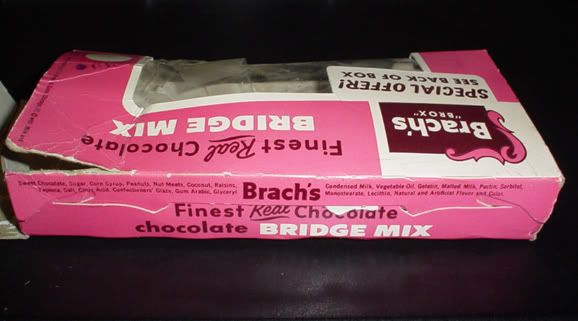 SPECIAL OFFER!
SEE BACK OF BOX
Brach's
"BROX"
Finest Real Chocolate
BRIDGE MIX
Sweet Chocolate, Sugar, Corn Syrup, Peanuts, Nut Meats, Coconut, Raisins,
Tapioca, Salt, Citric Acid, Confectioners' Glaze, Gum Arabic, Glyceryl
Brach's
Condensed Milk, Vegetable Oil, Gelatin, Malted Milk, Pectin, Sorbitol,
Monostearate, Lecithin, Natural and Artificial Flavor and Color.
Finest Real Chocolate
chocolate BRIDGE MIX